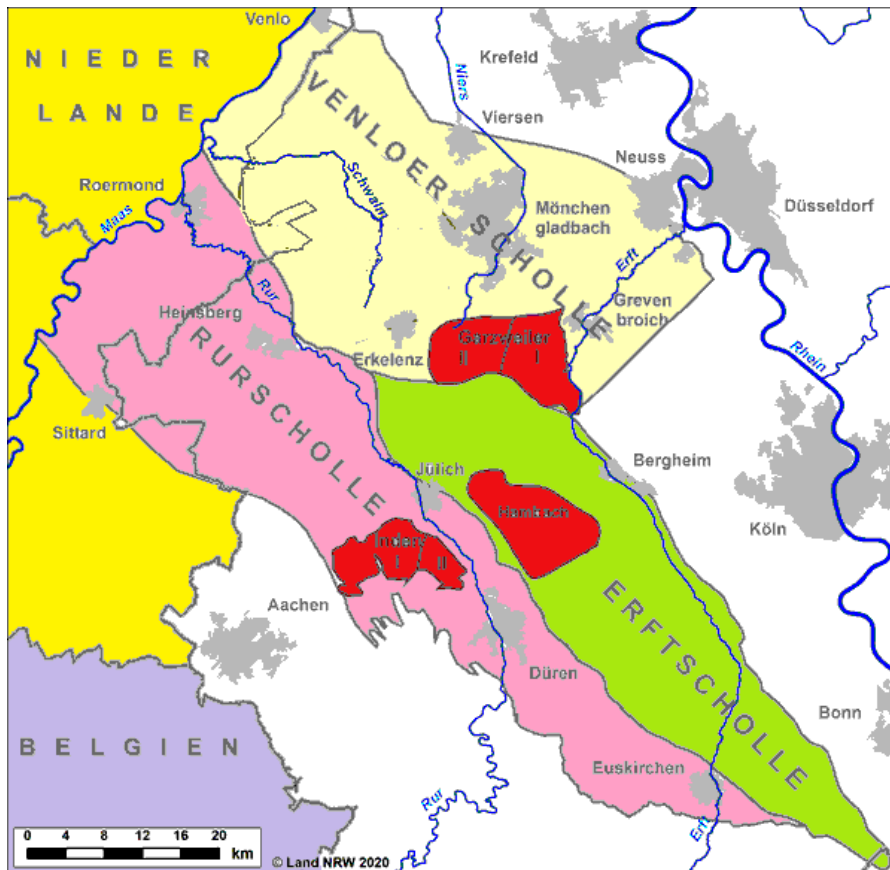 Venlo
NIEDER
LANDE
Krefeld
Niers
VENLOER SCHOLLE
Viersen
Neuss
Roermond
Schwalm
Düsseldorf
Maas
Mönchen
gladbach
Erft
Rur
Heinsberg
Greven
broich
Garzweiler
II I
Erkelenz
Rhein
RURSCHOLLE
Sittard
Jülich
Bergheim
Hambach
Köln
Inden
I II
ERFTSCHOLLE
Aachen
Düren
Bonn
BELGIEN
Euskirchen
Rur
Erft
0 4 8 12 16 20
km
© Land NRW 2020